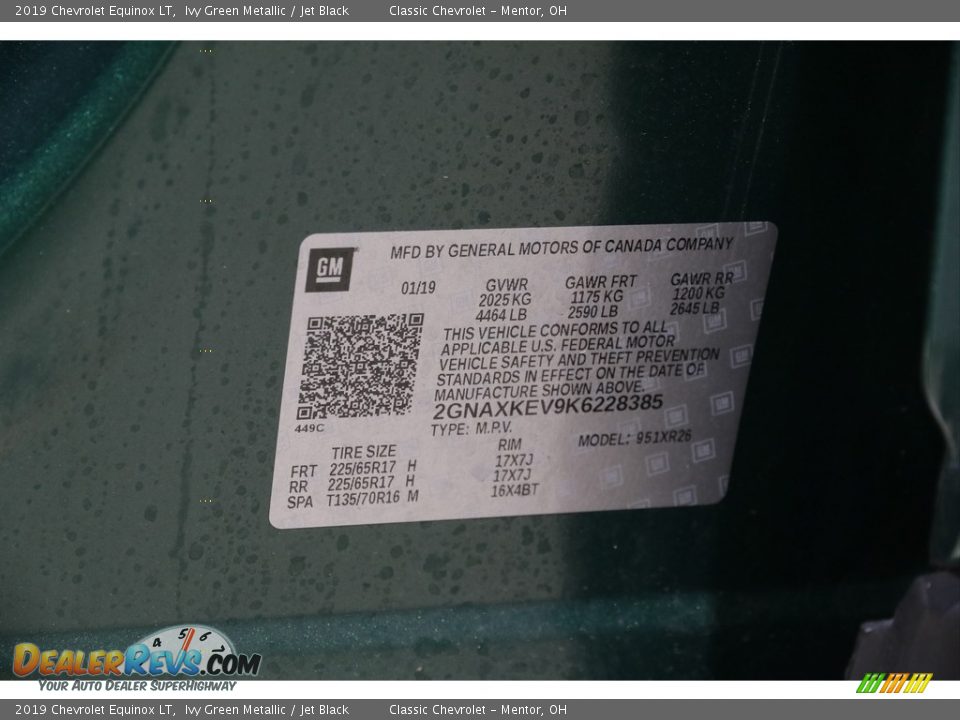 2019 Chevrolet Equinox LT, Ivy Green Metallic / Jet Black Classic Chevrolet - Mentor, OH
GM
MFD BY GENERAL MOTORS OF CANADA COMPANY
01/19 GVWR GAWR FRT GAWR RR
2025 KG 1175 KG 1200 KG
4464 LB 2590 LB 2645 LB
THIS VEHICLE CONFORMS TO ALL
APPLICABLE U.S. FEDERAL MOTOR
VEHICLE SAFETY AND THEFT PREVENTION
STANDARDS IN EFFECT ON THE DATE OF
MANUFACTURE SHOWN ABOVE.
2GNAXKEV9K6228385
449C
TYPE: M.P.V. MODEL: 951XR26
TIRE SIZE RIM
FRT 225/65R17 H 17X7J
RR 225/65R17 H 17X7J
SPA T135/70R16 M 16X4BT
4 5 6
DEALERREVS.COM
YOUR AUTO DEALER SUPERHIGHWAY
2019 Chevrolet Equinox LT, Ivy Green Metallic / Jet Black Classic Chevrolet - Mentor, OH